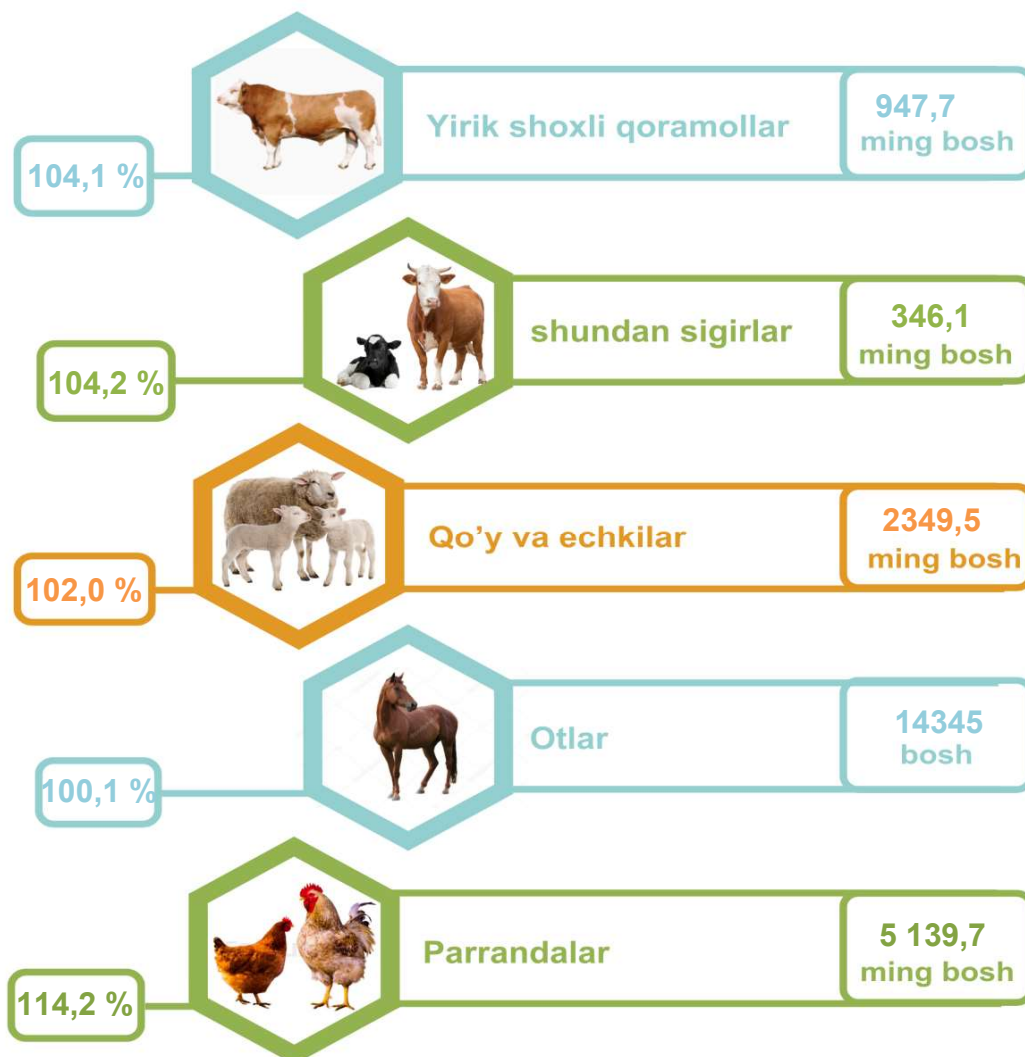 Yirik shoxli qoramollar
947,7
ming bosh
104,1 %
shundan sigirlar
346,1
ming bosh
104,2 %
Qo’y va echkilar
2349,5
ming bosh
102,0 %
Otlar
14345
bosh
100,1 %
Parrandalar
5 139,7
ming bosh
114,2 %